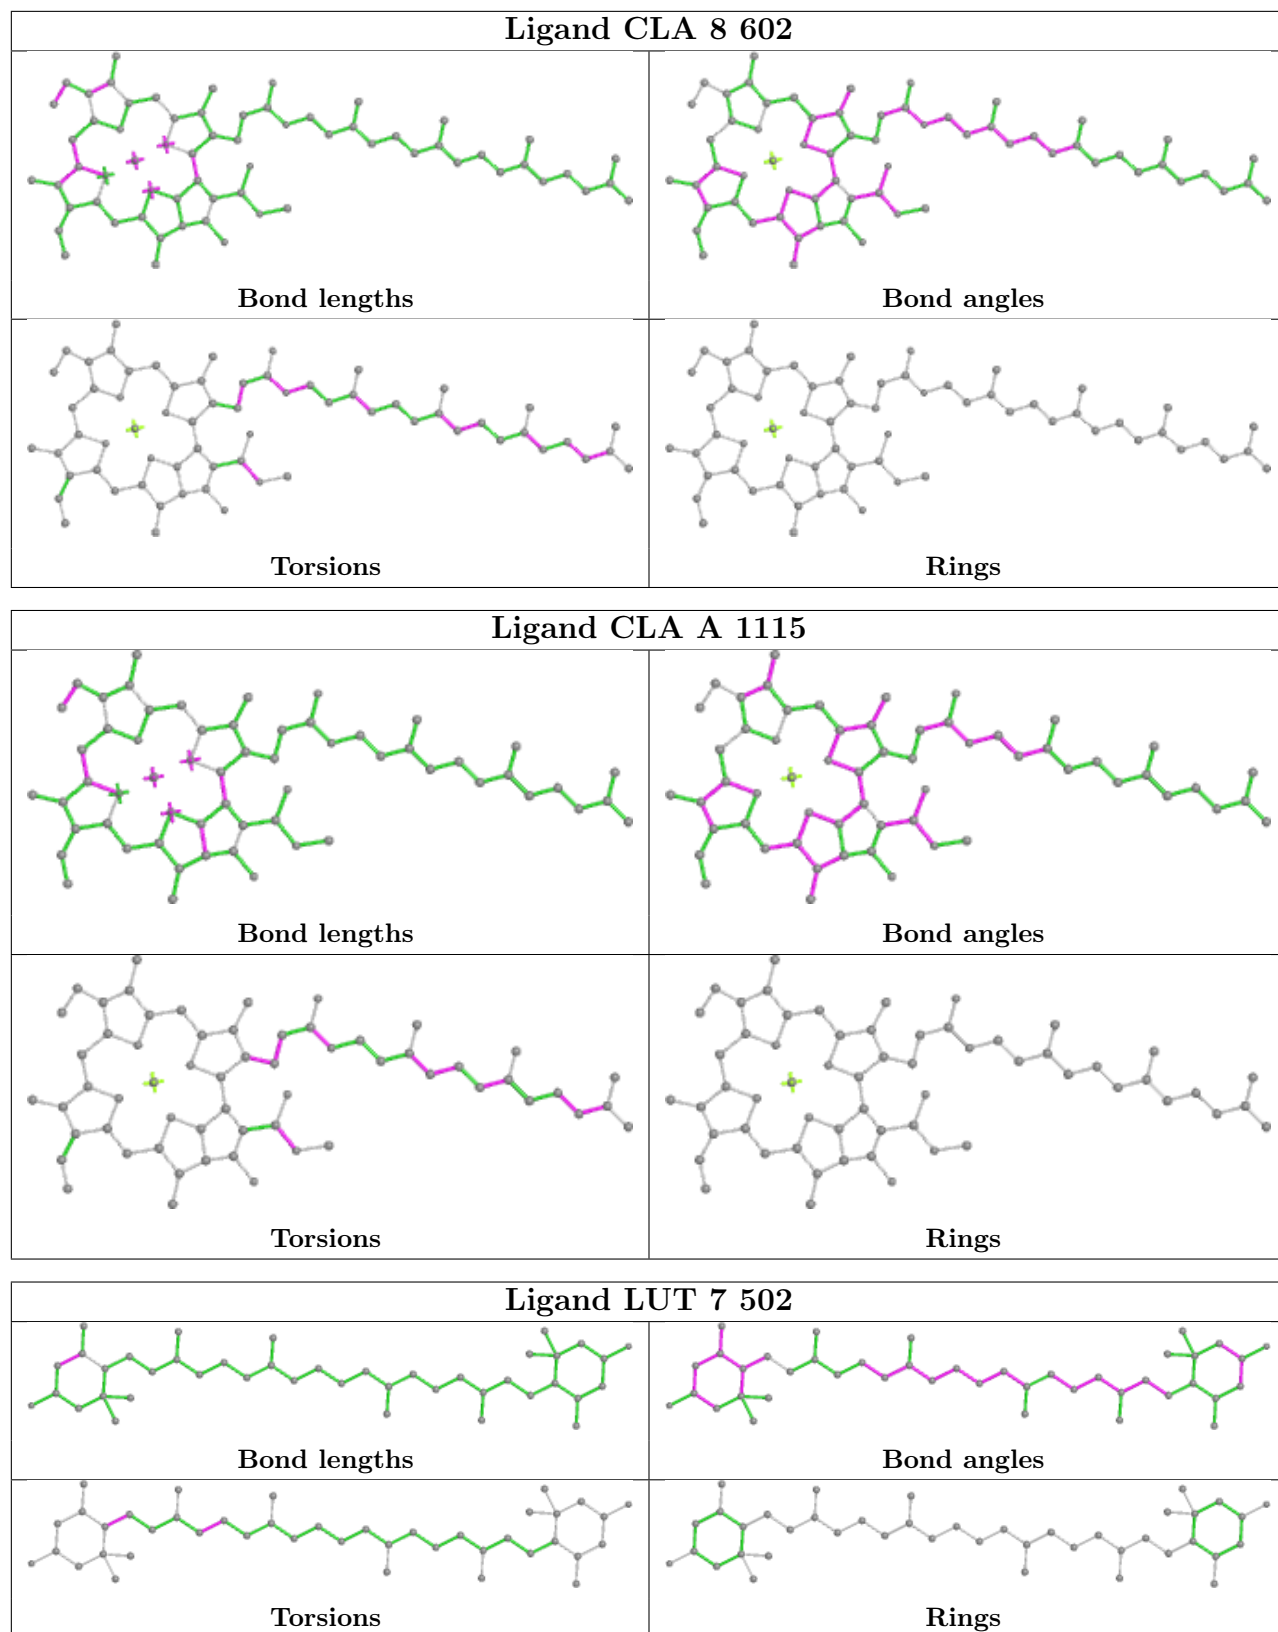 Ligand CLA 8 602
Bond lengths
Bond angles
Torsions
Rings
Ligand CLA A 1115
Bond lengths
Bond angles
Torsions
Rings
Ligand LUT 7 502
Bond lengths
Bond angles
Torsions
Rings